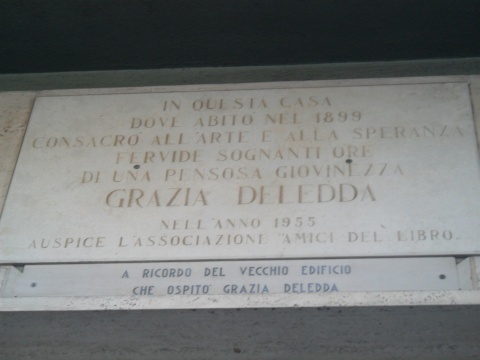 IN QUESTA CASA
DOVE ABITÒ NEL 1899
CONSACRÒ ALL'ARTE E ALLA SPERANZA
FERVIDE SOGNANTI ORE
DI UNA PENSOSA GIOVINEZZA
GRAZIA DELEDDA
NELL'ANNO 1955
AUSPICE L'ASSOCIAZIONE AMICI DEL LIBRO
A RICORDO DEL VECCHIO EDIFICIO
CHE OSPITÒ GRAZIA DELEDDA